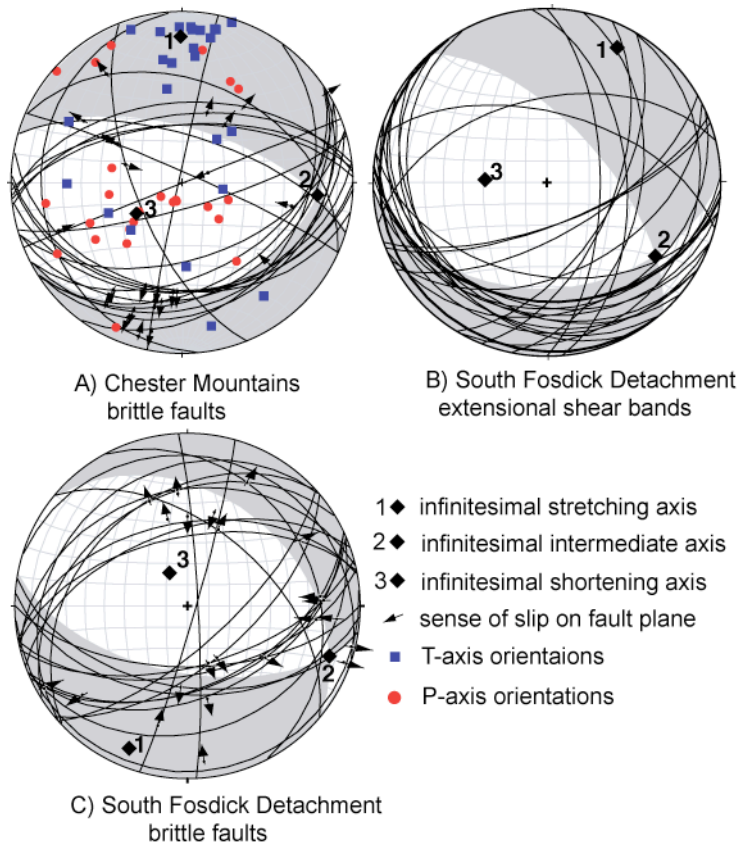 1
2
3
A) Chester Mountains
brittle faults
1
3
2
B) South Fosdick Detachment
extensional shear bands
3
2
1
C) South Fosdick Detachment
brittle faults
1 infinitesimal stretching axis
2 infinitesimal intermediate axis
3 infinitesimal shortening axis
sense of slip on fault plane
T-axis orientaions
P-axis orientations